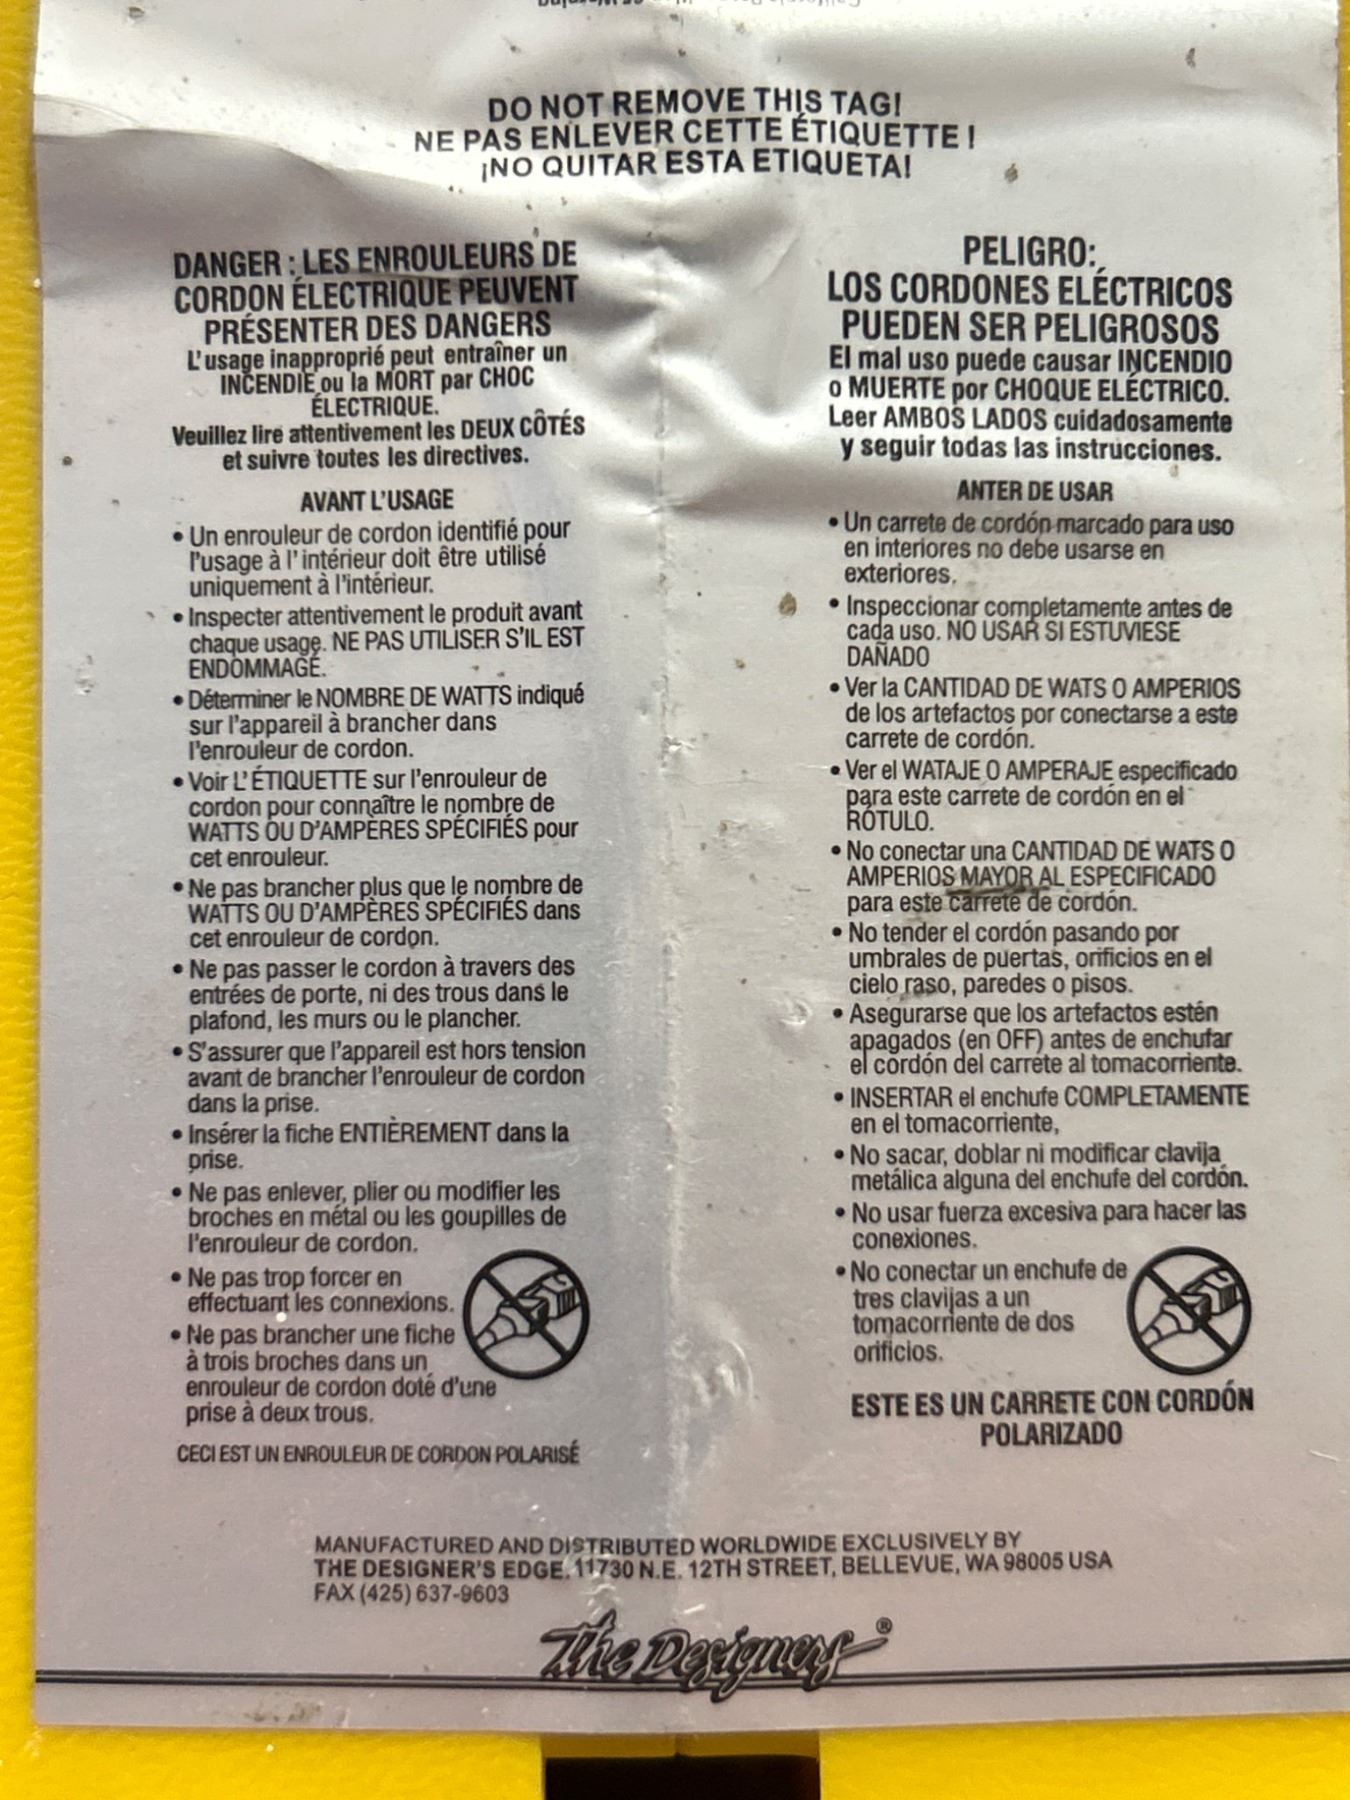 DO NOT REMOVE THIS TAG!
NE PAS ENLEVER CETTE ÉTIQUETTE !
¡NO QUITAR ESTA ETIQUETA!
DANGER : LES ENROULEURS DE
CORDON ÉLECTRIQUE PEUVENT
PRÉSENTER DES DANGERS
L'usage inapproprié peut entraîner un
INCENDIE ou la MORT par CHOC
ÉLECTRIQUE.
Veuillez lire attentivement les DEUX CÔTÉS
et suivre toutes les directives.
AVANT L'USAGE
• Un enrouleur de cordon identifié pour
l'usage à l'intérieur doit être utilisé
uniquement à l'intérieur.
• Inspecter attentivement le produit avant
chaque usage. NE PAS UTILISER S'IL EST
ENDOMMAGÉ.
• Déterminer le NOMBRE DE WATTS indiqué
sur l'appareil à brancher dans
l'enrouleur de cordon.
• Voir L'ÉTIQUETTE sur l'enrouleur de
cordon pour connaître le nombre de
WATTS OU D'AMPÈRES SPÉCIFIÉS pour
cet enrouleur.
• Ne pas brancher plus que le nombre de
WATTS OU D'AMPÈRES SPÉCIFIÉS dans
cet enrouleur de cordon.
• Ne pas passer le cordon à travers des
entrées de porte, ni des trous dans le
plafond, les murs ou le plancher.
• S'assurer que l'appareil est hors tension
avant de brancher l'enrouleur de cordon
dans la prise.
• Insérer la fiche ENTIÈREMENT dans la
prise.
• Ne pas enlever, plier ou modifier les
broches en métal ou les goupilles de
l'enrouleur de cordon.
• Ne pas trop forcer en
effectuant les connexions.
• Ne pas brancher une fiche
à trois broches dans un
enrouleur de cordon doté d'une
prise à deux trous.
CECI EST UN ENROULEUR DE CORDON POLARISÉ
PELIGRO:
LOS CORDONES ELÉCTRICOS
PUEDEN SER PELIGROSOS
El mal uso puede causar INCENDIO
o MUERTE por CHOQUE ELÉCTRICO.
Leer AMBOS LADOS cuidadosamente
y seguir todas las instrucciones.
ANTER DE USAR
• Un carrete de cordón marcado para uso
en interiores no debe usarse en
exteriores.
• Inspeccionar completamente antes de
cada uso. NO USAR SI ESTUVIESE
DAÑADO
• Ver la CANTIDAD DE WATS O AMPERIOS
de los artefactos por conectarse a este
carrete de cordón.
• Ver el WATAJE O AMPERAJE especificado
para este carrete de cordón en el
RÓTULO.
• No conectar una CANTIDAD DE WATS O
AMPERIOS MAYOR AL ESPECIFICADO
para este carrete de cordón.
• No tender el cordón pasando por
umbrales de puertas, orificios en el
cielo raso, paredes o pisos.
• Asegurarse que los artefactos estén
apagados (en OFF) antes de enchufar
el cordón del carrete al tomacorriente.
• INSERTAR el enchufe COMPLETAMENTE
en el tomacorriente,
• No sacar, doblar ni modificar clavija
metálica alguna del enchufe del cordón.
• No usar fuerza excesiva para hacer las
conexiones.
• No conectar un enchufe de
tres clavijas a un
tomacorriente de dos
orificios.
ESTE ES UN CARRETE CON CORDÓN
POLARIZADO
MANUFACTURED AND DISTRIBUTED WORLDWIDE EXCLUSIVELY BY
THE DESIGNER'S EDGE. 11730 N.E. 12TH STREET, BELLEVUE, WA 98005 USA
FAX (425) 637-9603
The Designers®